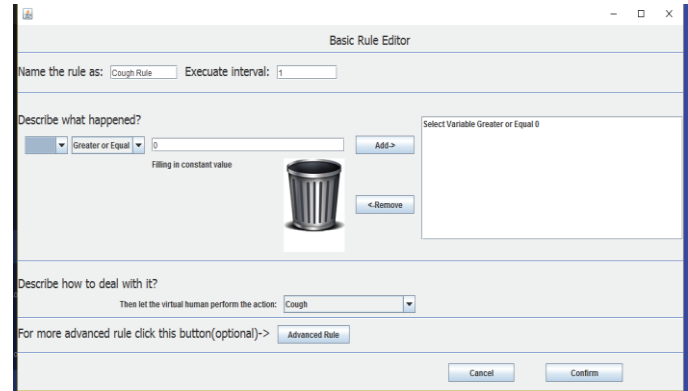 Basic Rule Editor
Name the rule as: Cough Rule Execuate interval: 1
Describe what happened?
Greater or Equal 0 Add-> Select Variable Greater or Equal 0
Filling in constant value
<-Remove
Describe how to deal with it?
Then let the virtual human perform the action: Cough
For more advanced rule click this button(optional)-> Advanced Rule
Cancel Confirm